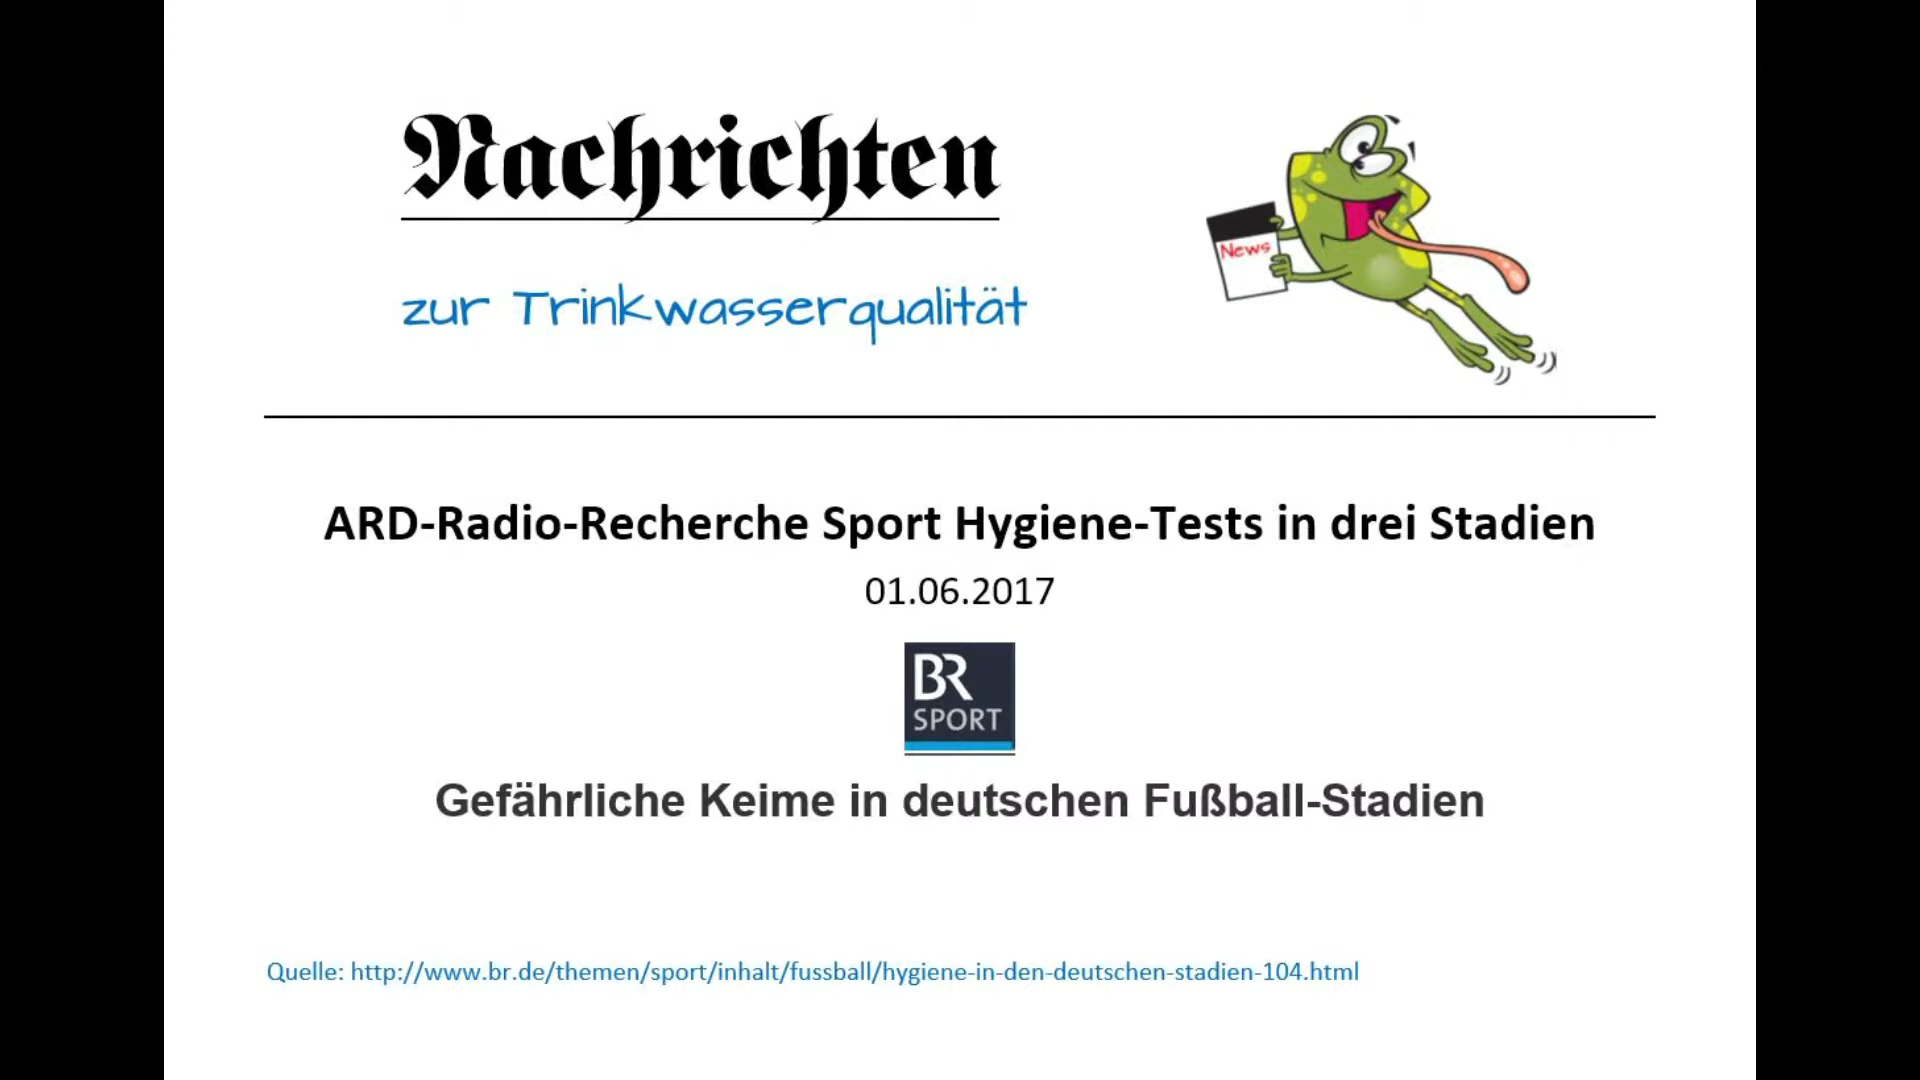 Nachrichten
zur Trinkwasserqualität
News
ARD-Radio-Recherche Sport Hygiene-Tests in drei Stadien
01.06.2017
BR
SPORT
Gefährliche Keime in deutschen Fußball-Stadien
Quelle: http://www.br.de/themen/sport/inhalt/fussball/hygiene-in-den-deutschen-stadien-104.html